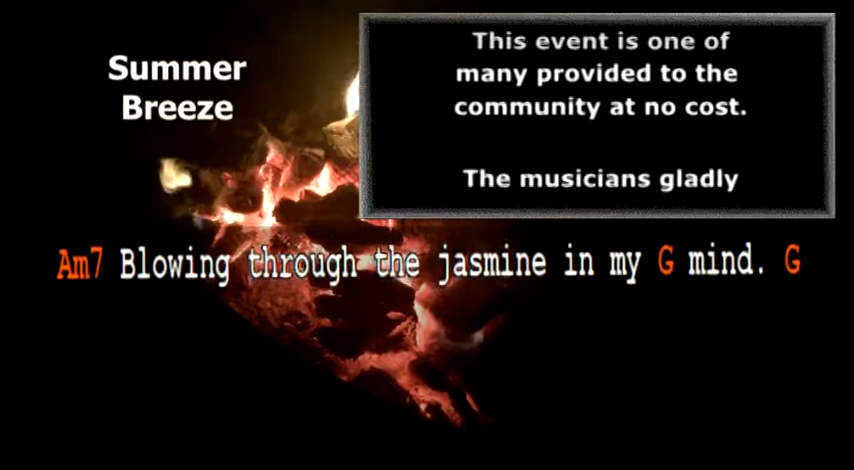 Summer
Breeze
This event is one of
many provided to the
community at no cost.
The musicians gladly
Am7 Blowing through the jasmine in my G mind. G